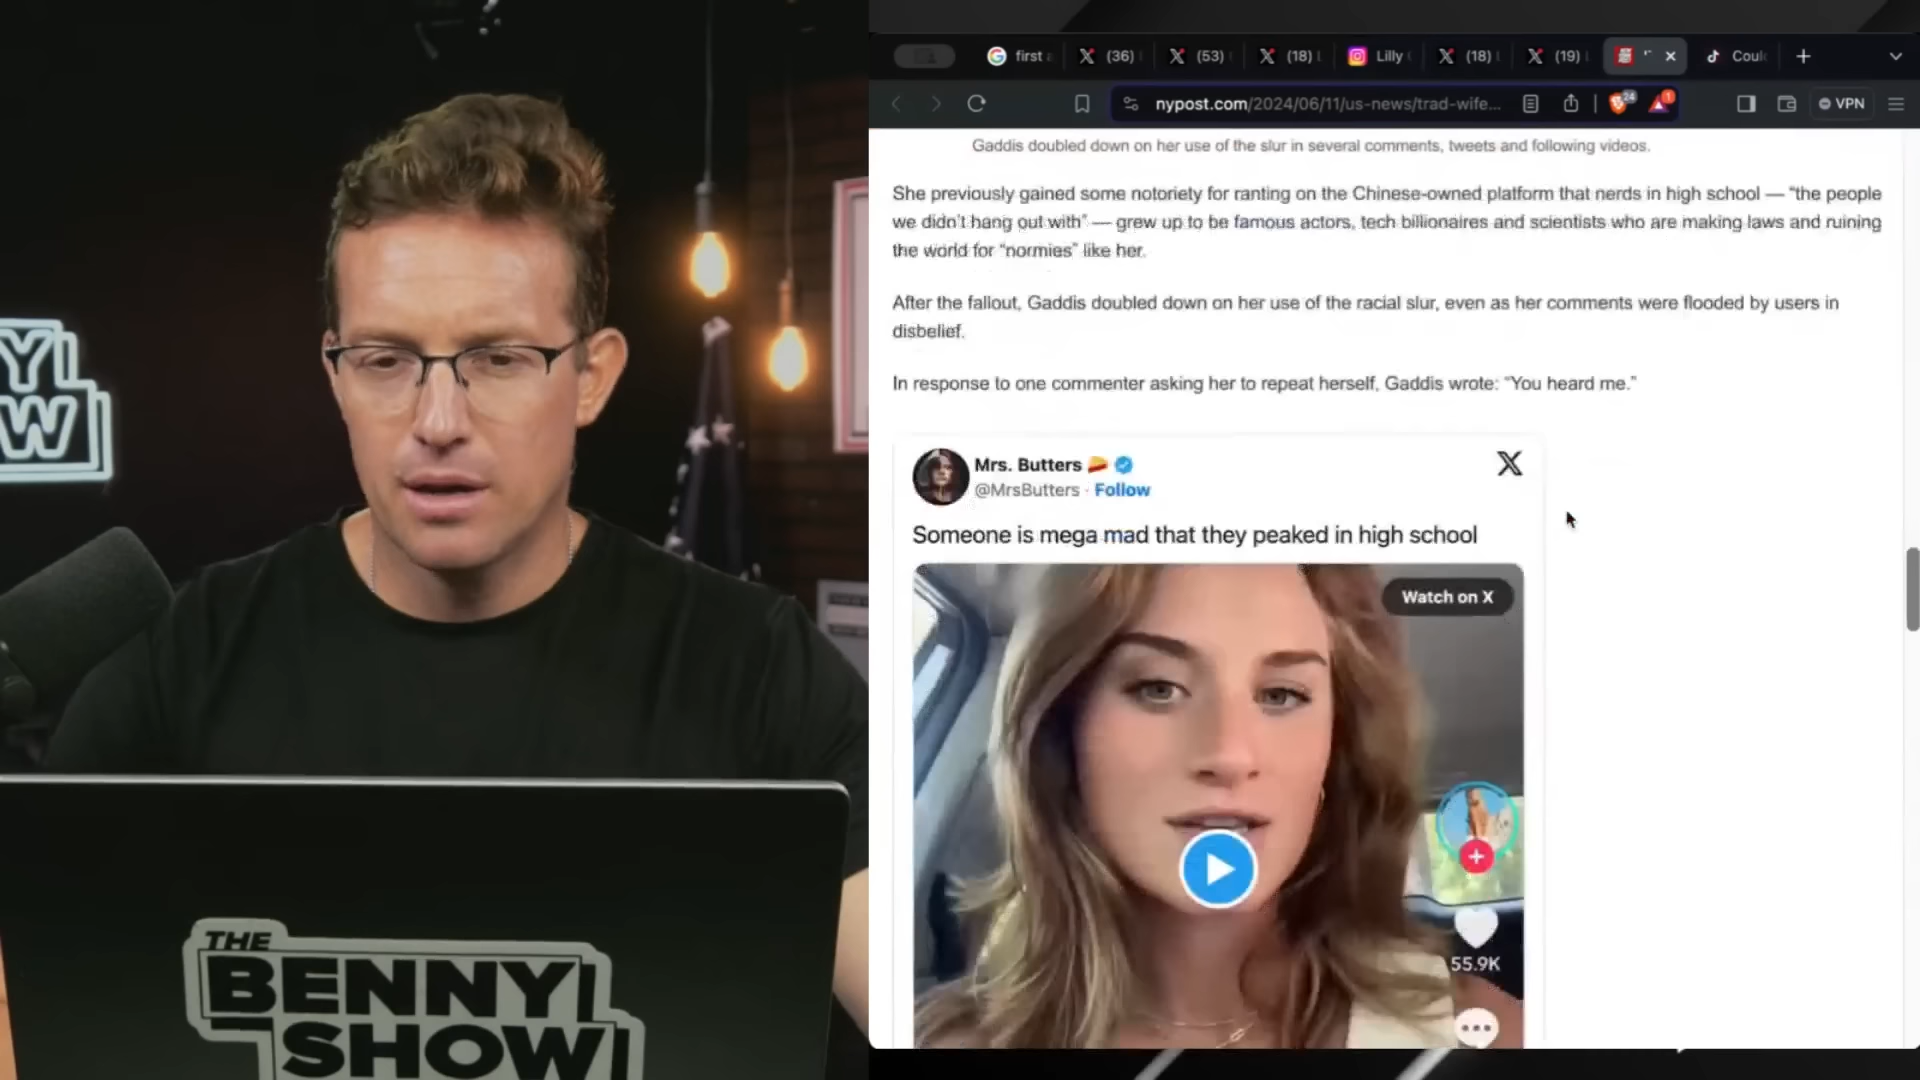 first
(36)
(53)
(18)
Lilly
(18)
(19)
Coul
nypost.com/2024/06/11/us-news/trad-wife...
24
1
VPN
Gaddis doubled down on her use of the slur in several comments, tweets and following videos.
She previously gained some notoriety for ranting on the Chinese-owned platform that nerds in high school — “the people
we didn’t hang out with” — grew up to be famous actors, tech billionaires and scientists who are making laws and ruining
the world for “normies” like her.
After the fallout, Gaddis doubled down on her use of the racial slur, even as her comments were flooded by users in
disbelief.
In response to one commenter asking her to repeat herself, Gaddis wrote: “You heard me.”
Mrs. Butters
@MrsButters · Follow
Someone is mega mad that they peaked in high school
Watch on X
55.9K
Y
W
THE
BENNY
SHOW